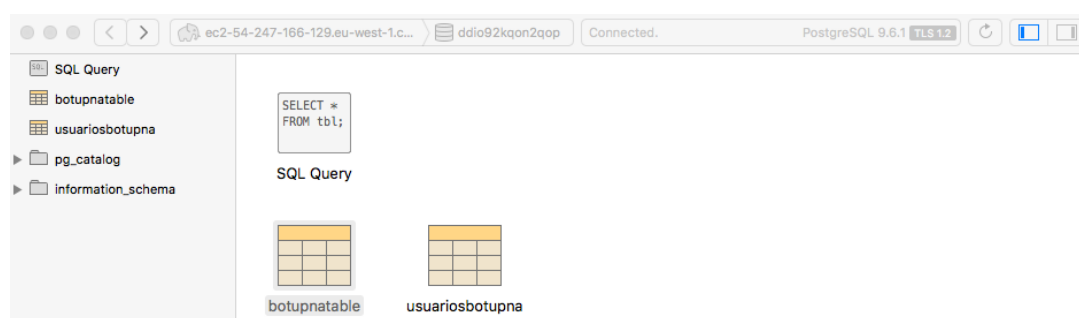 ec2-54-247-166-129.eu-west-1.c... ddio92kqon2qop Connected. PostgreSQL 9.6.1 TLS 1.2
SQL SQL Query
botupnatable
usuariosbotupna
pg_catalog
information_schema
SELECT *
FROM tbl;
SQL Query
botupnatable usuariosbotupna